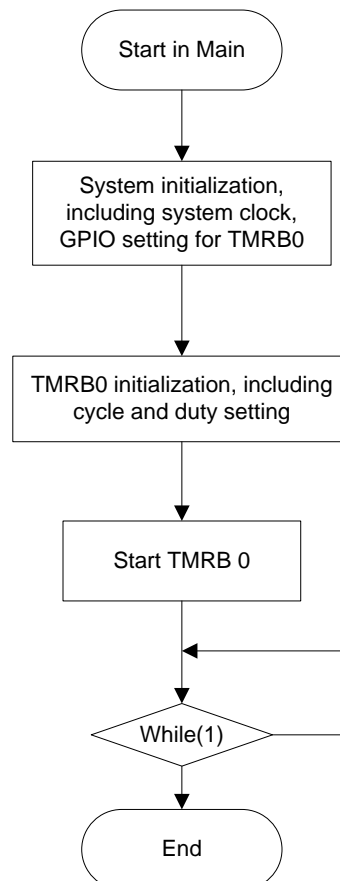 Start in Main
System initialization,
including system clock,
GPIO setting for TMRB0
TMRB0 initialization, including
cycle and duty setting
Start TMRB 0
While(1)
End